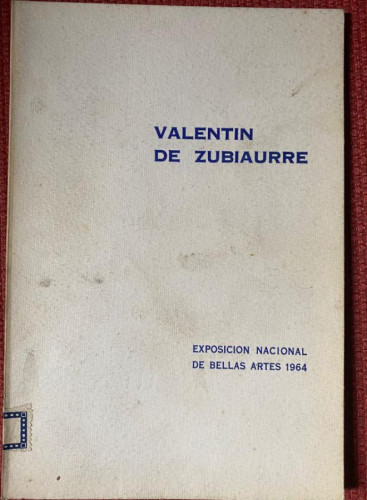 VALENTIN
DE ZUBIAURRE
EXPOSICION NACIONAL
DE BELLAS ARTES 1964